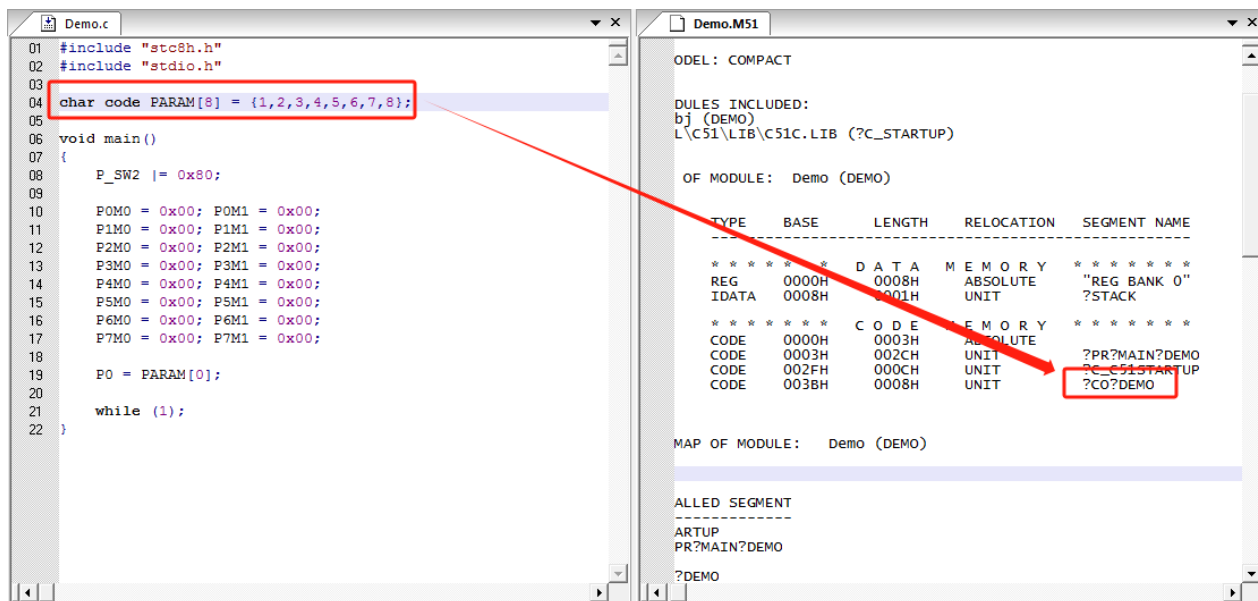 Demo.c
01 #include "stc8h.h"
02 #include "stdio.h"
03
04 char code PARAM[8] = {1,2,3,4,5,6,7,8};
05
06 void main()
07 {
08 P_SW2 |= 0x80;
09
10 P0M0 = 0x00; P0M1 = 0x00;
11 P1M0 = 0x00; P1M1 = 0x00;
12 P2M0 = 0x00; P2M1 = 0x00;
13 P3M0 = 0x00; P3M1 = 0x00;
14 P4M0 = 0x00; P4M1 = 0x00;
15 P5M0 = 0x00; P5M1 = 0x00;
16 P6M0 = 0x00; P6M1 = 0x00;
17 P7M0 = 0x00; P7M1 = 0x00;
18
19 P0 = PARAM[0];
20
21 while (1);
22 }
Demo.M51
ODEL: COMPACT
DULES INCLUDED:
bj (DEMO)
L\C51\LIB\C51C.LIB (?C_STARTUP)
OF MODULE: Demo (DEMO)
TYPE BASE LENGTH RELOCATION SEGMENT NAME
-----------------------------------------------------
* * * * * * * D A T A M E M O R Y * * * * * * *
REG 0000H 0008H ABSOLUTE "REG BANK 0"
IDATA 0008H 0001H UNIT ?STACK
* * * * * * * C O D E M E M O R Y * * * * * * *
CODE 0000H 0003H ABSOLUTE
CODE 0003H 002CH UNIT ?PR?MAIN?DEMO
CODE 002FH 000CH UNIT ?C_C51STARTUP
CODE 003BH 0008H UNIT ?CO?DEMO
MAP OF MODULE: Demo (DEMO)
ALLED SEGMENT
-------------
ARTUP
PR?MAIN?DEMO
?DEMO